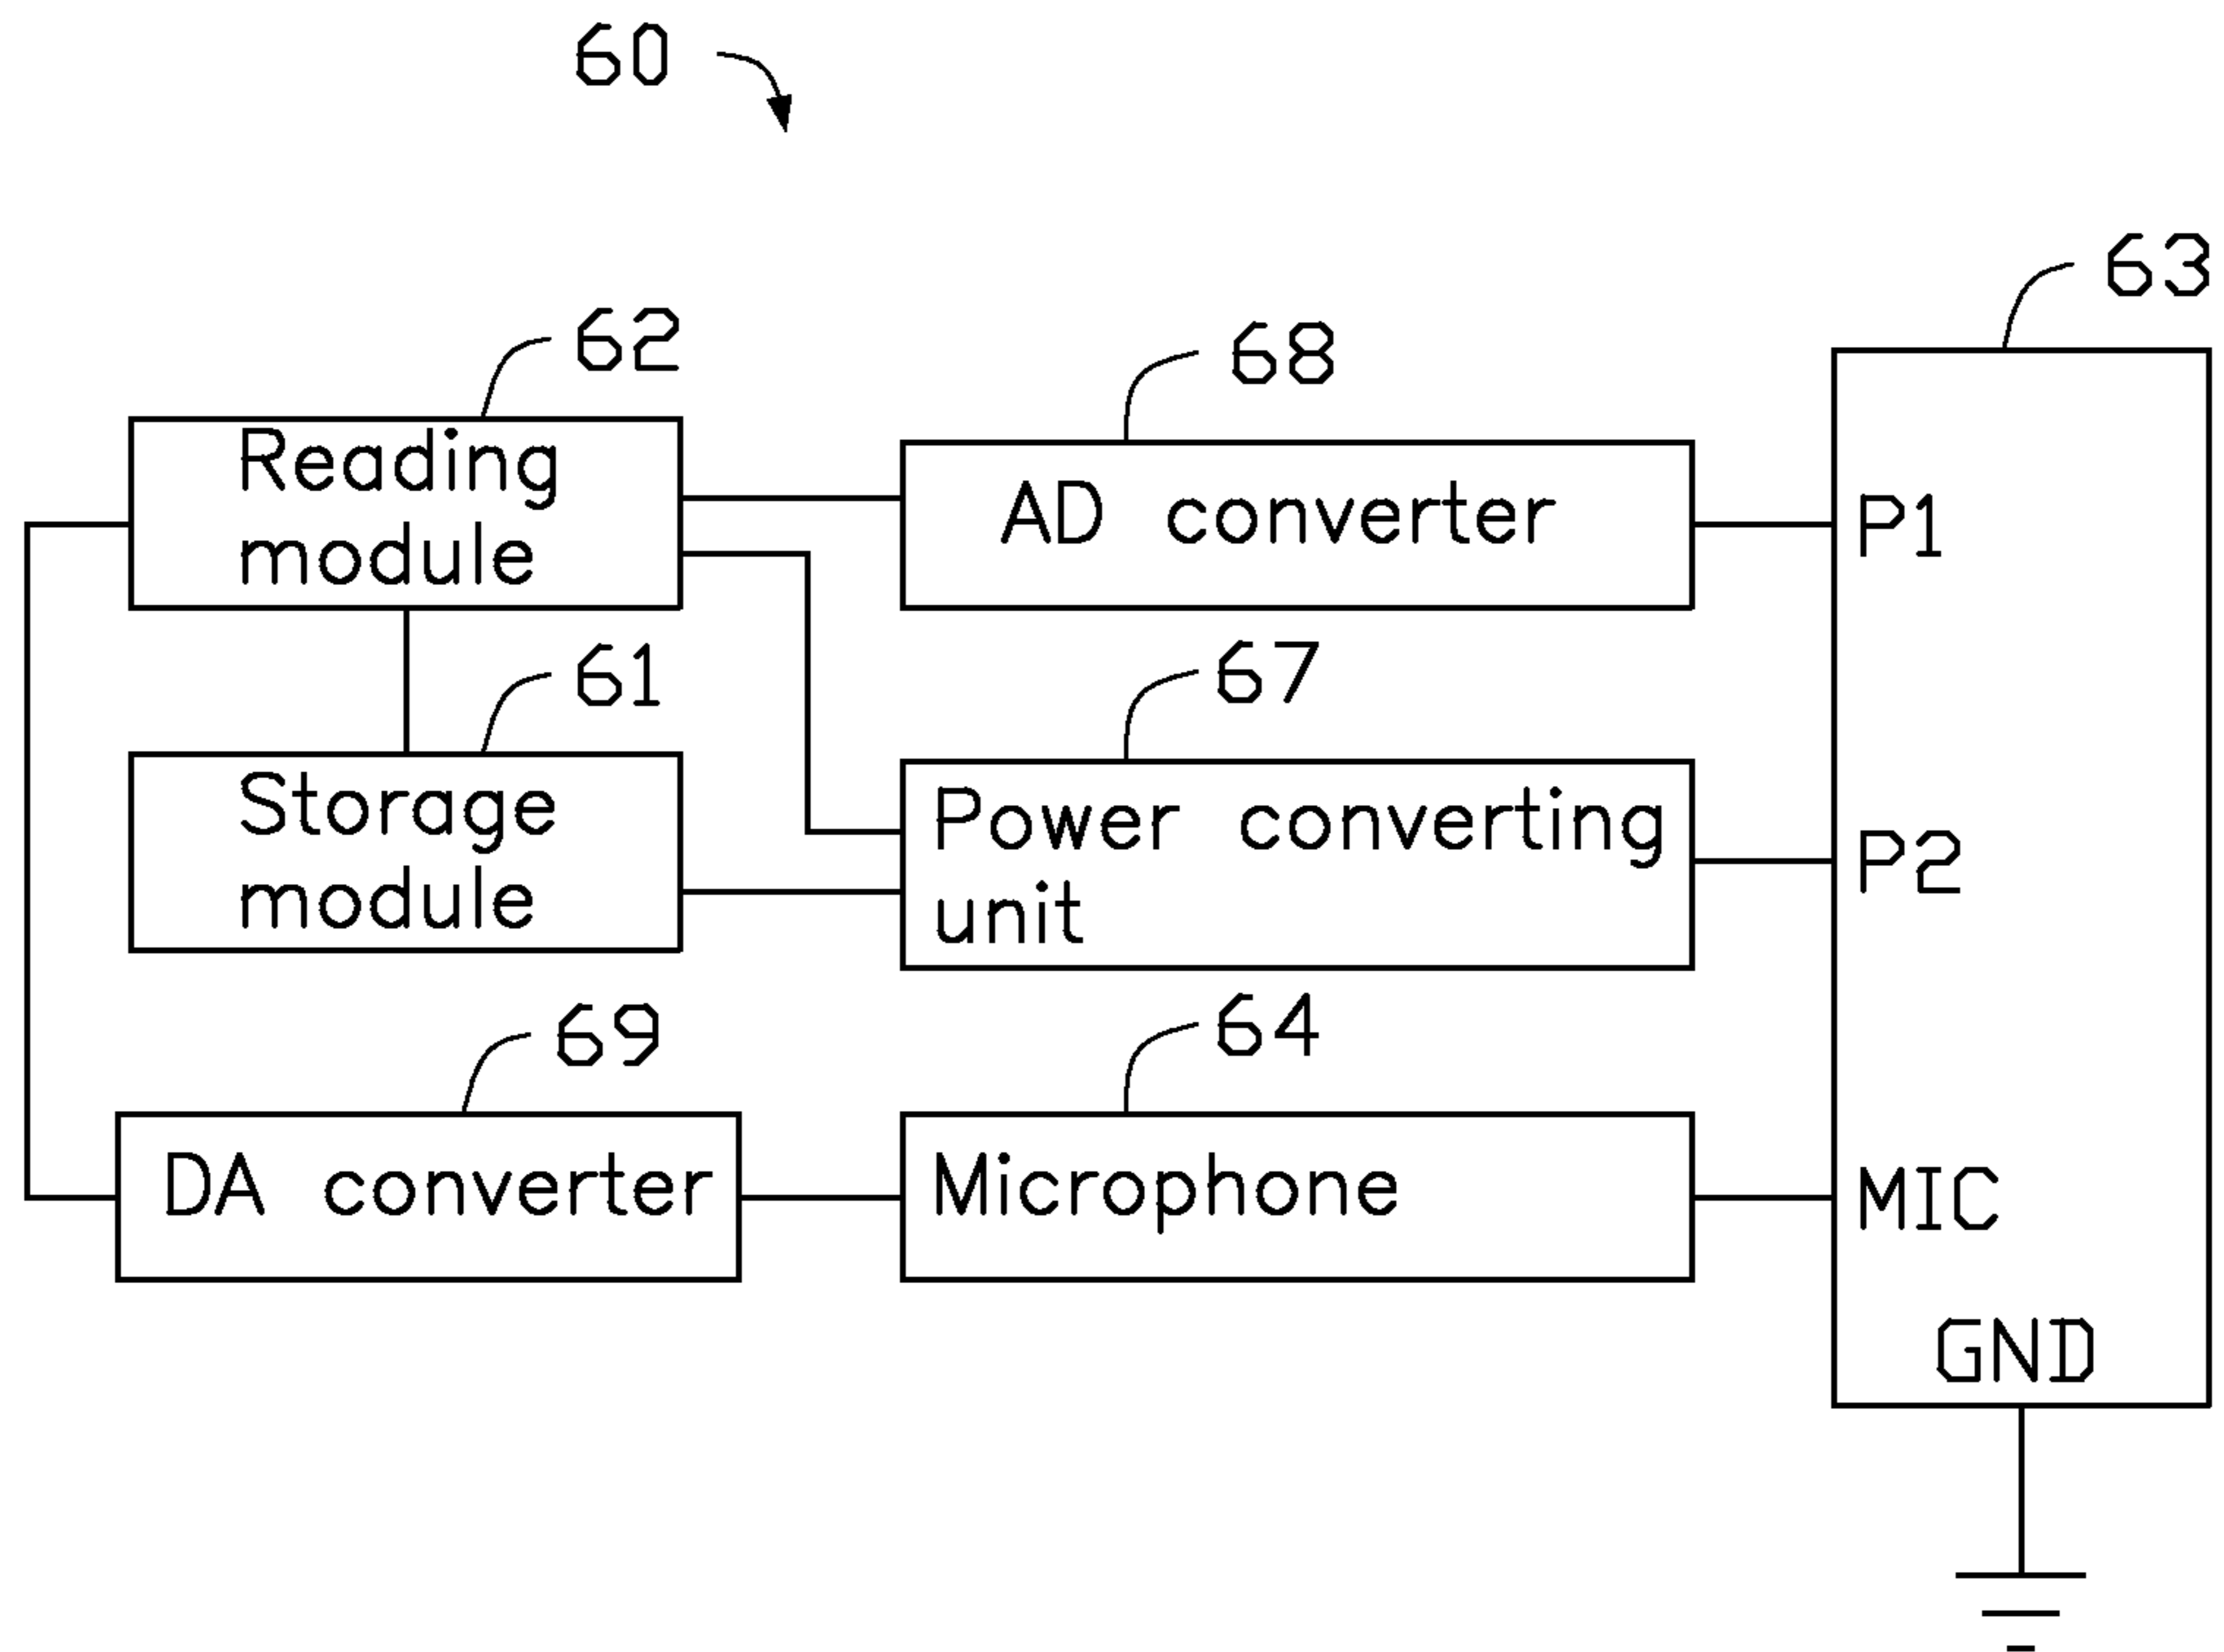 60
63
62
68
Reading
module
AD converter
P1
61
67
Storage
module
Power converting
unit
P2
69
64
DA converter
Microphone
MIC
GND